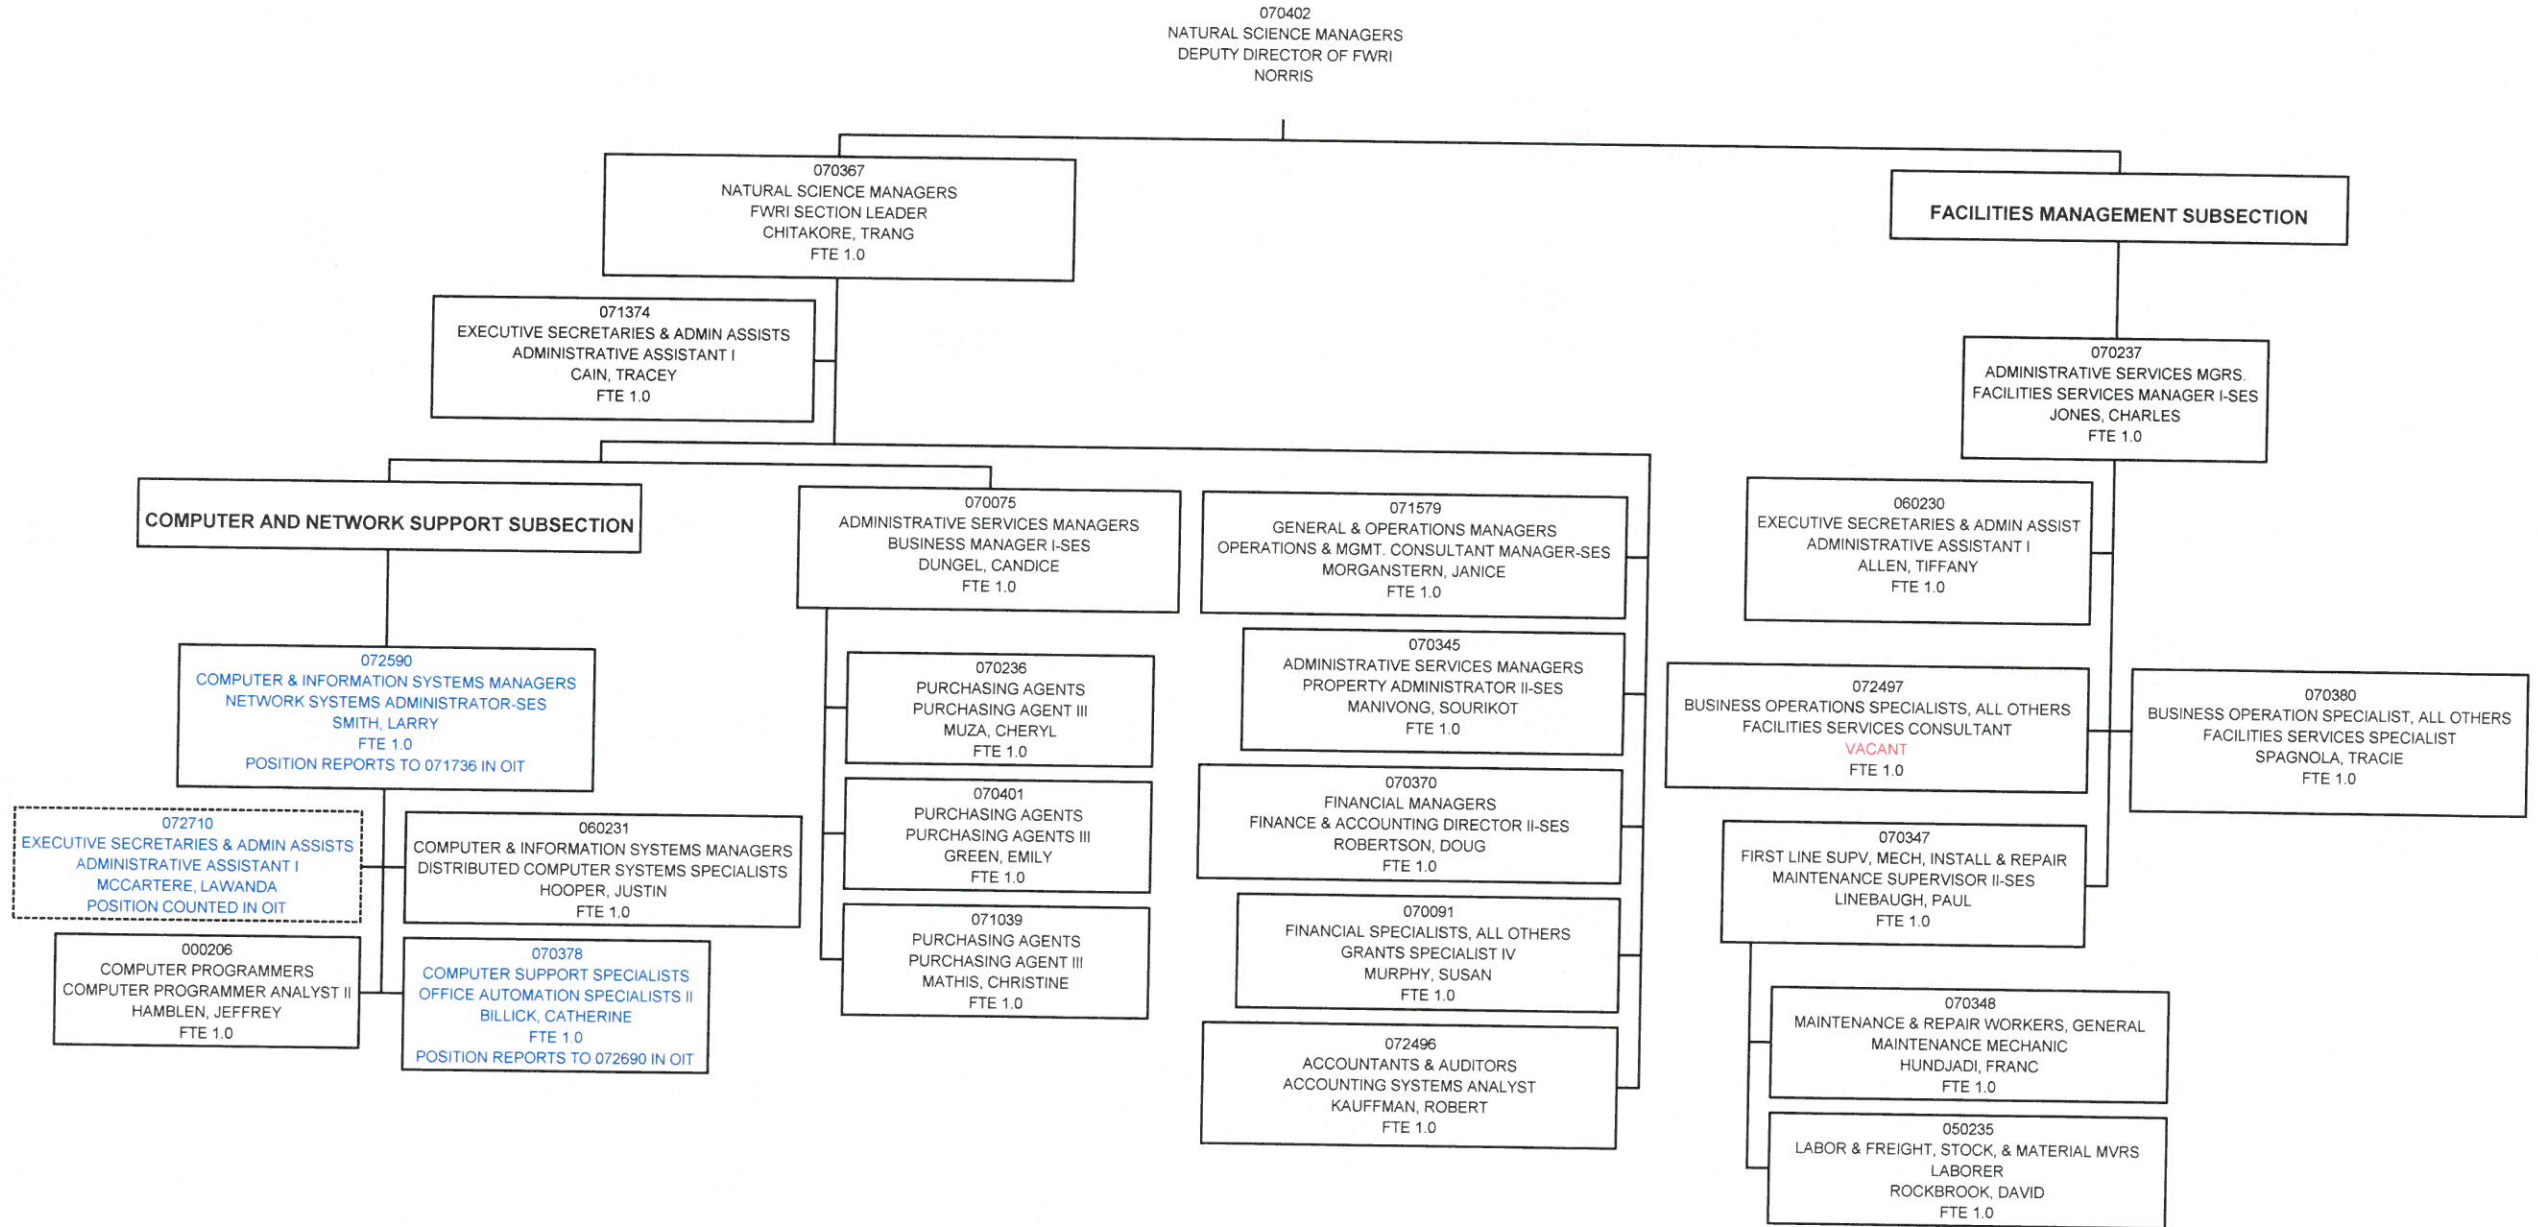 070402
NATURAL SCIENCE MANAGERS
DEPUTY DIRECTOR OF FWRI
NORRIS
070367
NATURAL SCIENCE MANAGERS
FWRI SECTION LEADER
CHITAKORE, TRANG
FTE 1.0
FACILITIES MANAGEMENT SUBSECTION
071374
EXECUTIVE SECRETARIES & ADMIN ASSISTS
ADMINISTRATIVE ASSISTANT I
CAIN, TRACEY
FTE 1.0
070237
ADMINISTRATIVE SERVICES MGRS.
FACILITIES SERVICES MANAGER I-SES
JONES, CHARLES
FTE 1.0
COMPUTER AND NETWORK SUPPORT SUBSECTION
072590
COMPUTER & INFORMATION SYSTEMS MANAGERS
NETWORK SYSTEMS ADMINISTRATOR-SES
SMITH, LARRY
FTE 1.0
POSITION REPORTS TO 071736 IN OIT
072710
EXECUTIVE SECRETARIES & ADMIN ASSISTS
ADMINISTRATIVE ASSISTANT I
MCCARTERE, LAWANDA
POSITION COUNTED IN OIT
060231
COMPUTER & INFORMATION SYSTEMS MANAGERS
DISTRIBUTED COMPUTER SYSTEMS SPECIALISTS
HOOPER, JUSTIN
FTE 1.0
000206
COMPUTER PROGRAMMERS
COMPUTER PROGRAMMER ANALYST II
HAMBLEN, JEFFREY
FTE 1.0
070378
COMPUTER SUPPORT SPECIALISTS
OFFICE AUTOMATION SPECIALISTS II
BILLICK, CATHERINE
FTE 1.0
POSITION REPORTS TO 072690 IN OIT
070075
ADMINISTRATIVE SERVICES MANAGERS
BUSINESS MANAGER I-SES
DUNGEL, CANDICE
FTE 1.0
070236
PURCHASING AGENTS
PURCHASING AGENT III
MUZA, CHERYL
FTE 1.0
070401
PURCHASING AGENTS
PURCHASING AGENTS III
GREEN, EMILY
FTE 1.0
071039
PURCHASING AGENTS
PURCHASING AGENT III
MATHIS, CHRISTINE
FTE 1.0
071579
GENERAL & OPERATIONS MANAGERS
OPERATIONS & MGMT. CONSULTANT MANAGER-SES
MORGANSTERN, JANICE
FTE 1.0
070345
ADMINISTRATIVE SERVICES MANAGERS
PROPERTY ADMINISTRATOR II-SES
MANIVONG, SOURIKOT
FTE 1.0
070370
FINANCIAL MANAGERS
FINANCE & ACCOUNTING DIRECTOR II-SES
ROBERTSON, DOUG
FTE 1.0
070091
FINANCIAL SPECIALISTS, ALL OTHERS
GRANTS SPECIALIST IV
MURPHY, SUSAN
FTE 1.0
072496
ACCOUNTANTS & AUDITORS
ACCOUNTING SYSTEMS ANALYST
KAUFFMAN, ROBERT
FTE 1.0
060230
EXECUTIVE SECRETARIES & ADMIN ASSIST
ADMINISTRATIVE ASSISTANT I
ALLEN, TIFFANY
FTE 1.0
072497
BUSINESS OPERATIONS SPECIALISTS, ALL OTHERS
FACILITIES SERVICES CONSULTANT
VACANT
FTE 1.0
070380
BUSINESS OPERATION SPECIALIST, ALL OTHERS
FACILITIES SERVICES SPECIALIST
SPAGNOLA, TRACIE
FTE 1.0
070347
FIRST LINE SUPV, MECH, INSTALL & REPAIR
MAINTENANCE SUPERVISOR II-SES
LINEBAUGH, PAUL
FTE 1.0
070348
MAINTENANCE & REPAIR WORKERS, GENERAL
MAINTENANCE MECHANIC
HUNDJADI, FRANC
FTE 1.0
050235
LABOR & FREIGHT, STOCK, & MATERIAL MVRS
LABORER
ROCKBROOK, DAVID
FTE 1.0